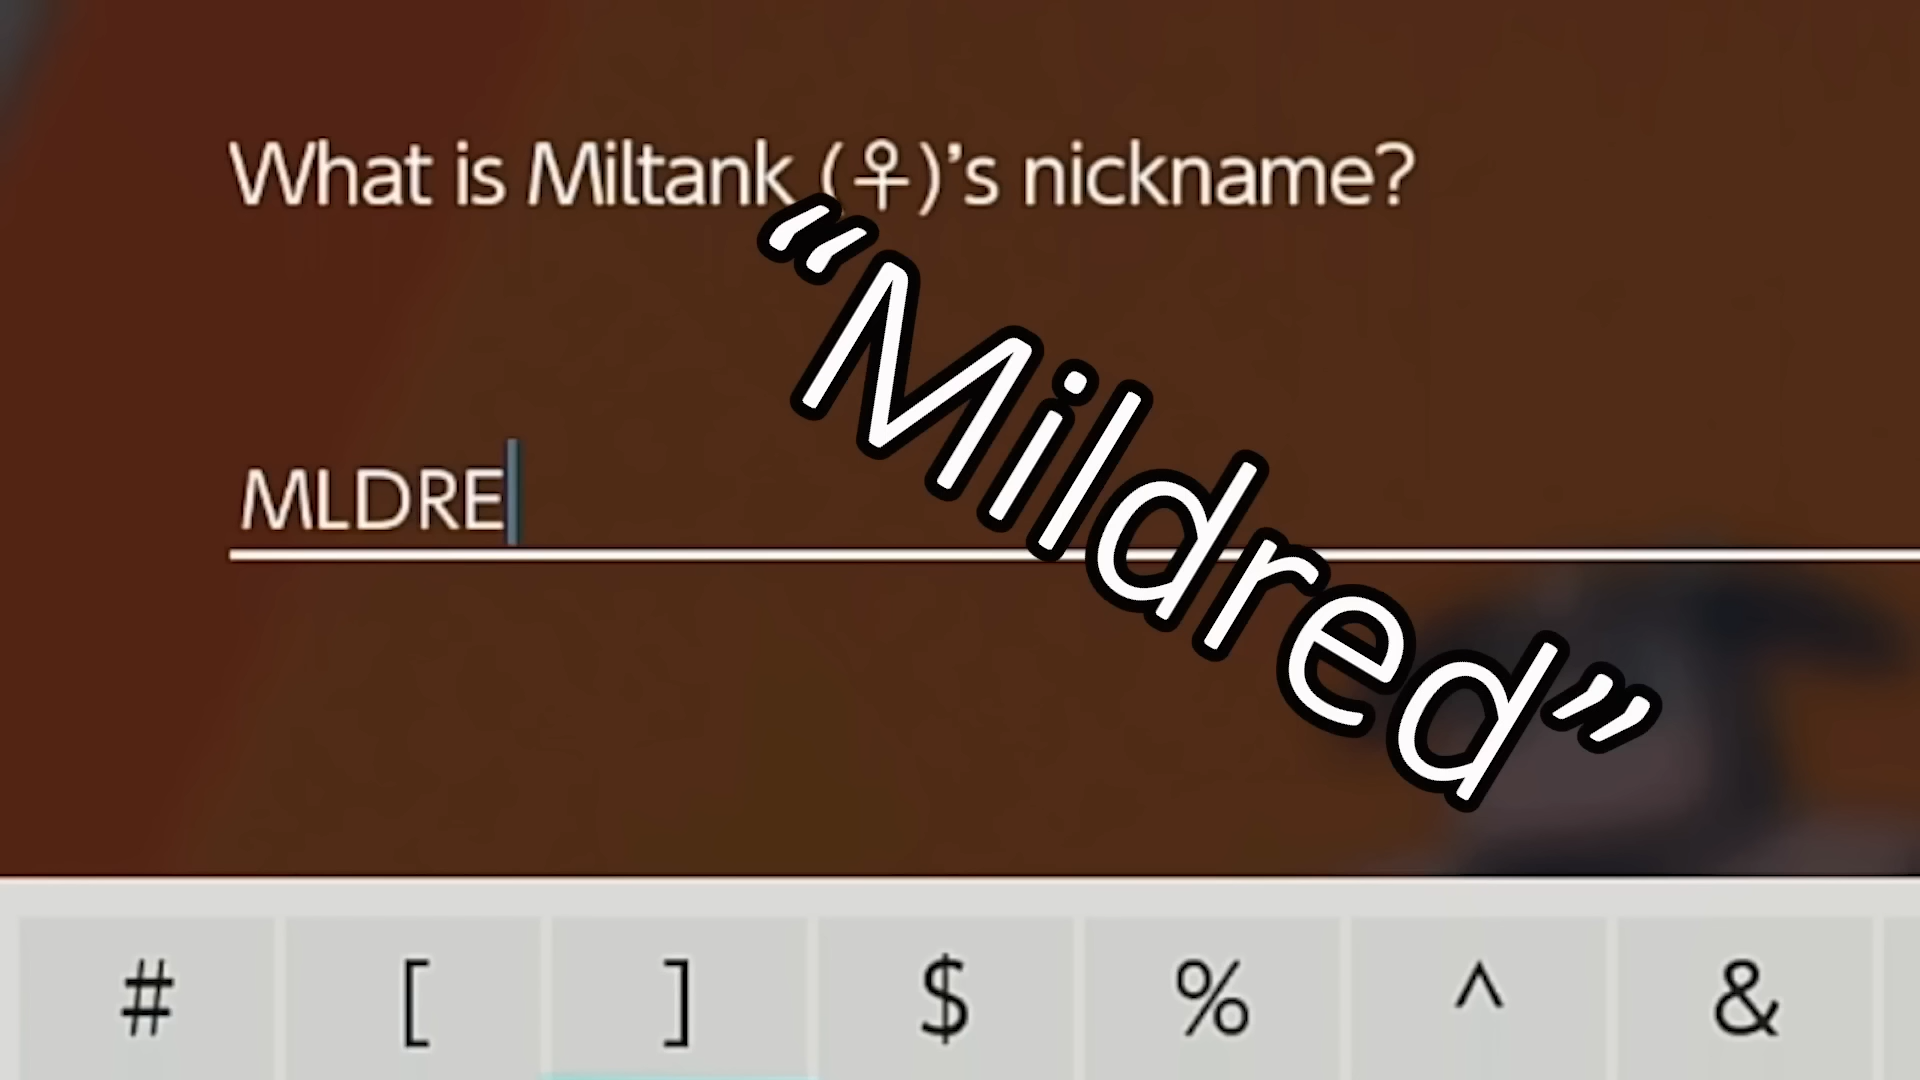 What is Miltank (♀)’s nickname?
“Mildred”
MLDRE
# [ ] $ % ^ &